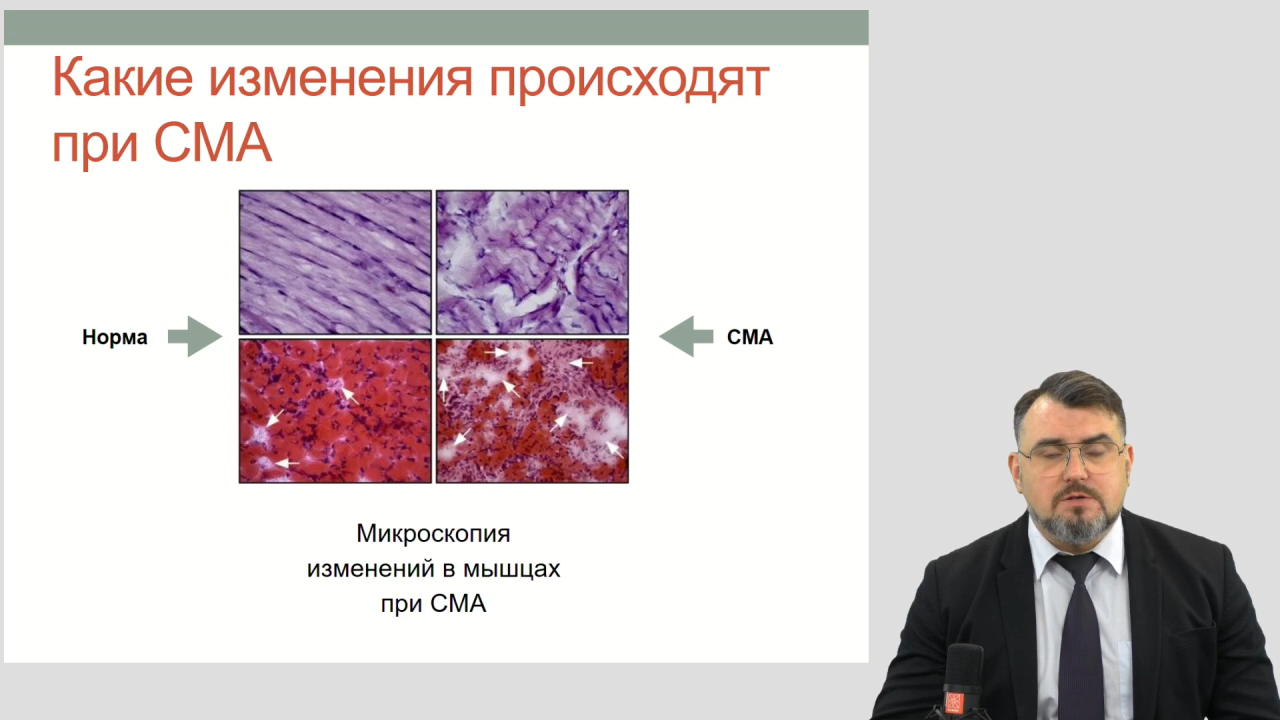 Какие изменения происходят
при СМА
Норма
СМА
Микроскопия
изменений в мышцах
при СМА